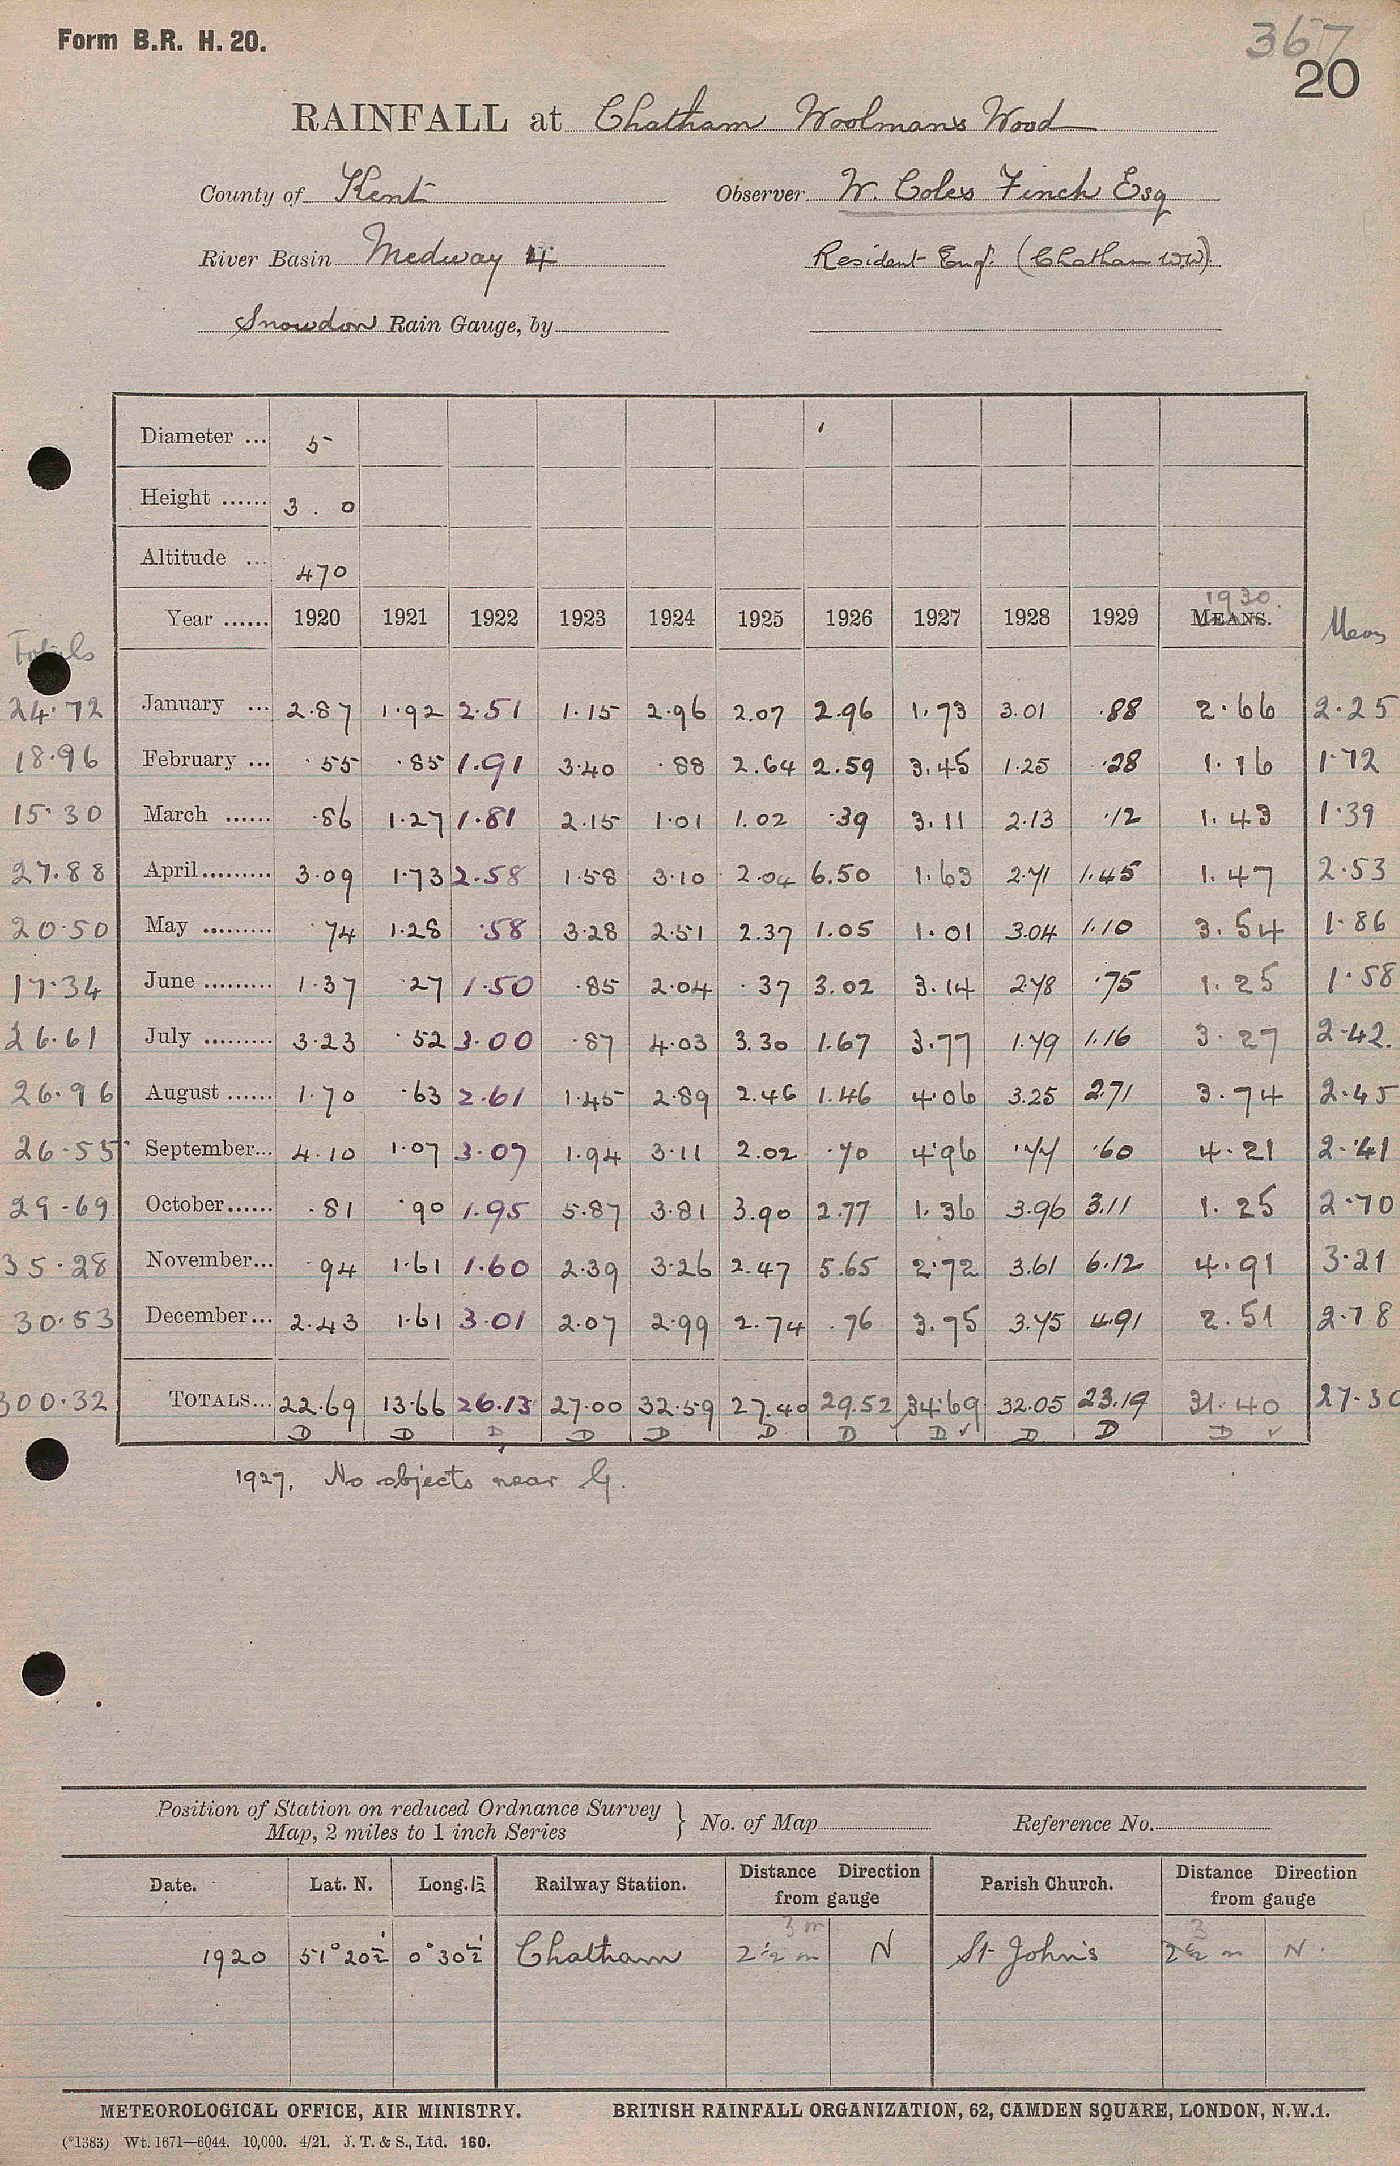 Form B.R. H. 20.
367
20
RAINFALL at Chatham Woolmans Wood
County of Kent Observer W. Coles Finch Esq
River Basin Medway 4 Resident Engr. (Chatham W.W.)
Snowdon Rain Gauge, by
Diameter ... 5
Height ...... 3 . 0
Altitude ... 470
1930.
Totals Year ...... 1920 1921 1922 1923 1924 1925 1926 1927 1928 1929 MEANS. Mean
24.72 January ... 2.87 1.92 2.51 1.15 2.96 2.07 2.96 1.73 3.01 .88 2.66 2.25
18.96 February ... .55 .85 1.91 3.40 .88 2.64 2.59 3.45 1.25 .28 1.16 1.72
15.30 March ...... .86 1.27 1.81 2.15 1.01 1.02 .39 3.11 2.13 .12 1.43 1.39
27.88 April......... 3.09 1.73 2.58 1.58 3.10 2.04 6.50 1.63 2.71 1.45 1.47 2.53
20.50 May ......... .74 1.28 .58 3.28 2.51 2.37 1.05 1.01 3.04 1.10 3.54 1.86
17.34 June ......... 1.37 .27 1.50 .85 2.04 .37 3.02 3.14 2.78 .75 1.25 1.58
26.61 July ......... 3.23 .52 3.00 .87 4.03 3.30 1.67 3.77 1.79 1.16 3.27 2.42.
26.96 August ...... 1.70 .63 2.61 1.45 2.89 2.46 1.46 4.06 3.25 2.71 3.74 2.45
26.55 September... 4.10 1.07 3.07 1.94 3.11 2.02 .70 4.96 .77 .60 4.21 2.41
29.69 October...... .81 .90 1.95 5.87 3.81 3.90 2.77 1.36 3.96 3.11 1.25 2.70
35.28 November... .94 1.61 1.60 2.39 3.26 2.47 5.65 2.72 3.61 6.12 4.91 3.21
30.53 December... 2.43 1.61 3.01 2.07 2.99 2.74 .76 3.75 3.75 4.91 2.51 2.78
300.32 TOTALS... 22.69 13.66 26.13 27.00 32.59 27.40 29.52 34.69 32.05 23.19 31.40 27.30
D D D D D D D D ✓ D D D ✓
1927. No objects near G.
Position of Station on reduced Ordnance Survey
Map, 2 miles to 1 inch Series } No. of Map Reference No.
Date. Lat. N. Long. E Railway Station. Distance Direction from gauge Parish Church. Distance Direction from gauge
3 m 3
1920 51° 20½' 0° 30½' Chatham 2½ m N St John's 2½ m N.
METEOROLOGICAL OFFICE, AIR MINISTRY. BRITISH RAINFALL ORGANIZATION, 62, CAMDEN SQUARE, LONDON, N.W.1.
(*1383) Wt. 1671—6044. 10,000. 4/21. J. T. & S., Ltd. 160.